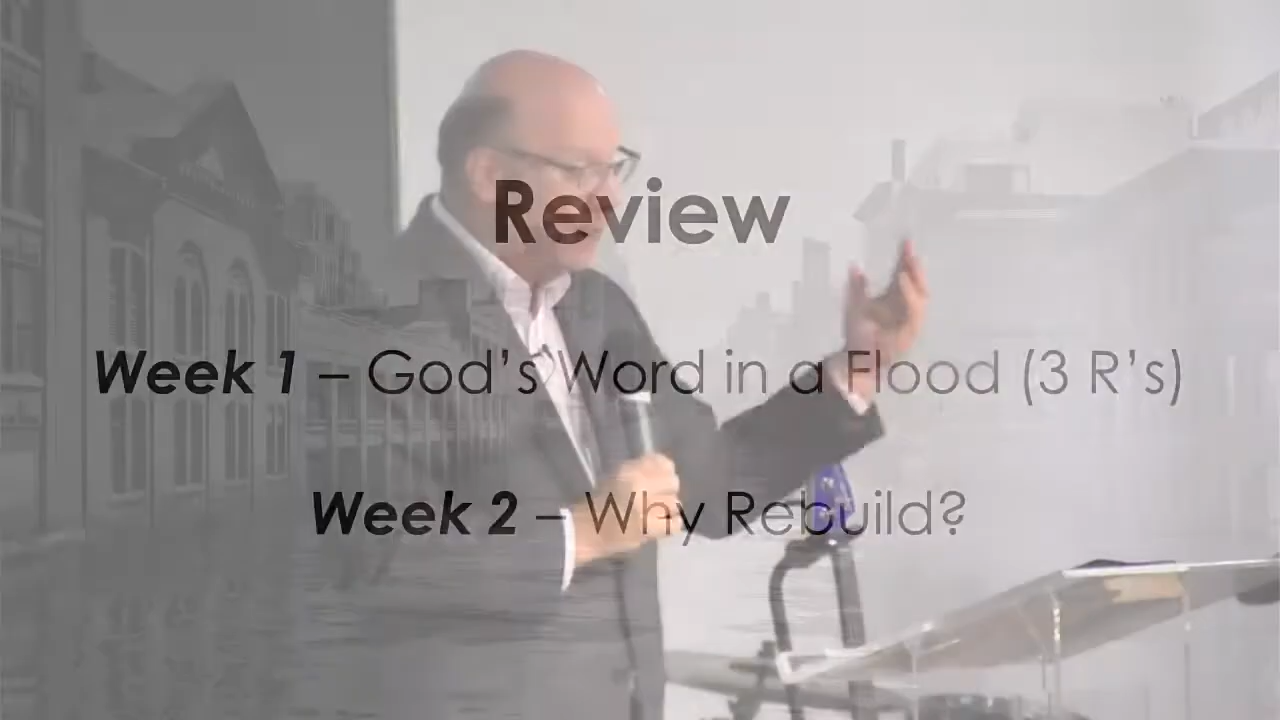 Review
Week 1 – God's Word in a Flood (3 R's)
Week 2 – Why Rebuild?